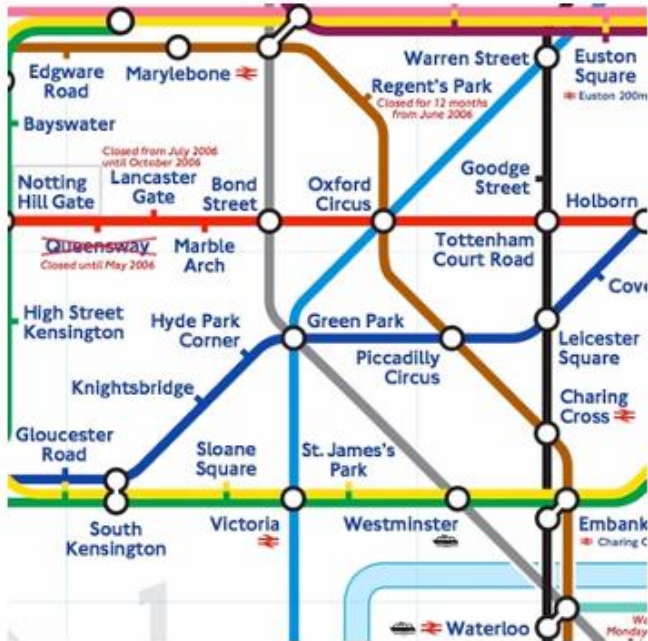 Warren Street
Euston
Square
Euston 200m
Edgware
Road
Marylebone
Regent's Park
Closed for 12 months
from June 2006
Bayswater
Closed from July 2006
until October 2006
Notting
Hill Gate
Lancaster
Gate
Bond
Street
Oxford
Circus
Goodge
Street
Holborn
Queensway
Closed until May 2006
Marble
Arch
Tottenham
Court Road
Cove
High Street
Kensington
Hyde Park
Corner
Green Park
Piccadilly
Circus
Leicester
Square
Knightsbridge
Charing
Cross
Gloucester
Road
Sloane
Square
St. James's
Park
South
Kensington
Victoria
Westminster
Embank
Charing C
1
Waterloo
Wa
Monday